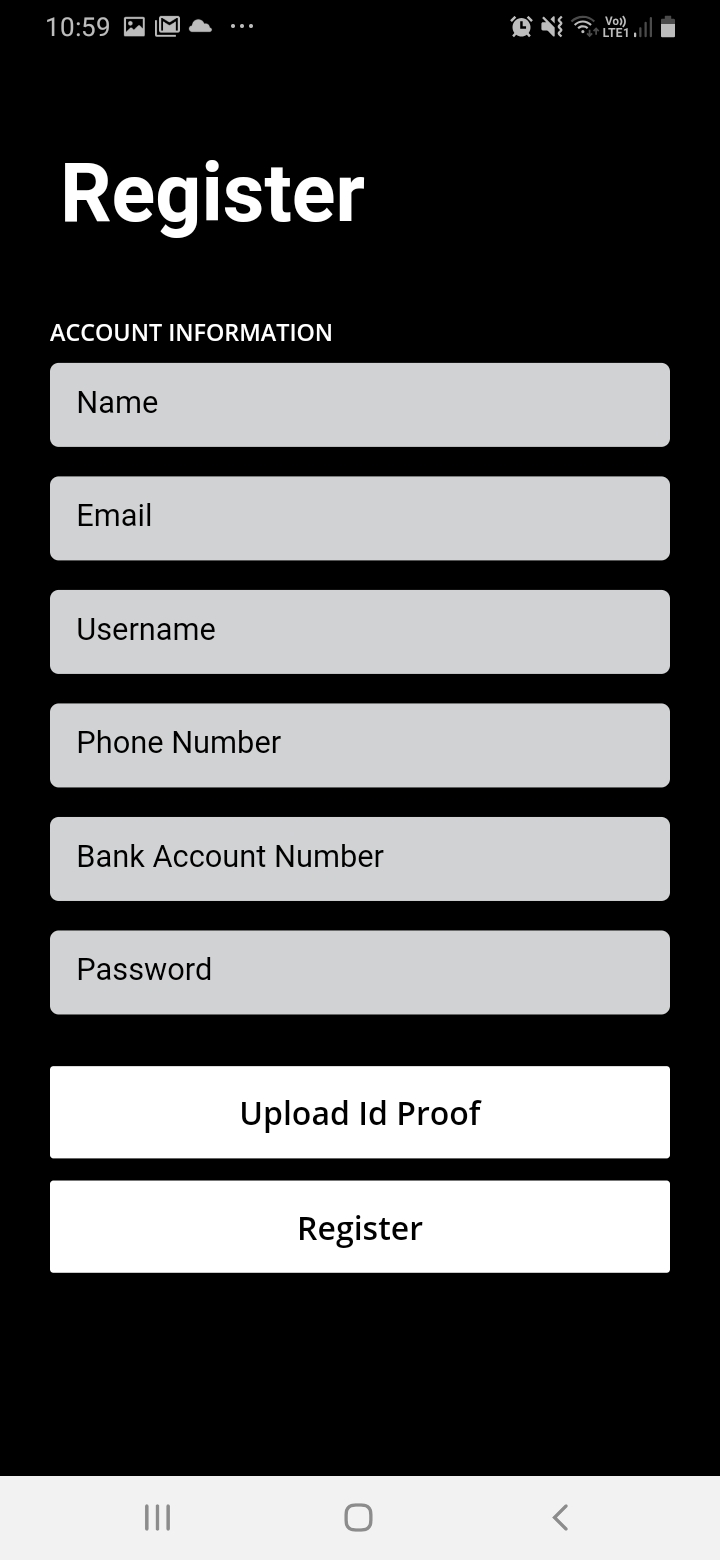 10:59
Vo))
LTE1
Register
ACCOUNT INFORMATION
Name
Email
Username
Phone Number
Bank Account Number
Password
Upload Id Proof
Register